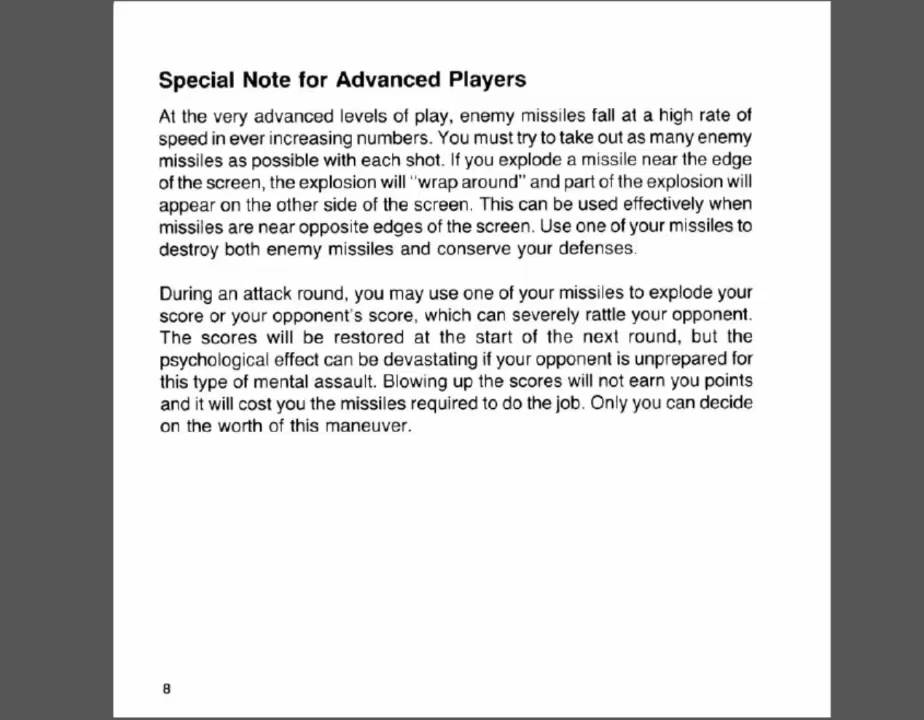 Special Note for Advanced Players
At the very advanced levels of play, enemy missiles fall at a high rate of
speed in ever increasing numbers. You must try to take out as many enemy
missiles as possible with each shot. If you explode a missile near the edge
of the screen, the explosion will "wrap around" and part of the explosion will
appear on the other side of the screen. This can be used effectively when
missiles are near opposite edges of the screen. Use one of your missiles to
destroy both enemy missiles and conserve your defenses.
During an attack round, you may use one of your missiles to explode your
score or your opponent's score, which can severely rattle your opponent.
The scores will be restored at the start of the next round, but the
psychological effect can be devastating if your opponent is unprepared for
this type of mental assault. Blowing up the scores will not earn you points
and it will cost you the missiles required to do the job. Only you can decide
on the worth of this maneuver.
8